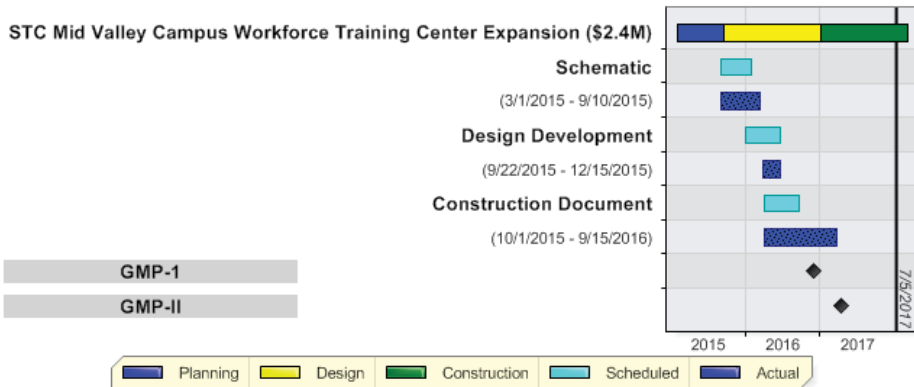 STC Mid Valley Campus Workforce Training Center Expansion ($2.4M)
Schematic
(3/1/2015 - 9/10/2015)
Design Development
(9/22/2015 - 12/15/2015)
Construction Document
(10/1/2015 - 9/15/2016)
GMP-1
GMP-II
7/5/2017
2015 2016 2017
Planning Design Construction Scheduled Actual